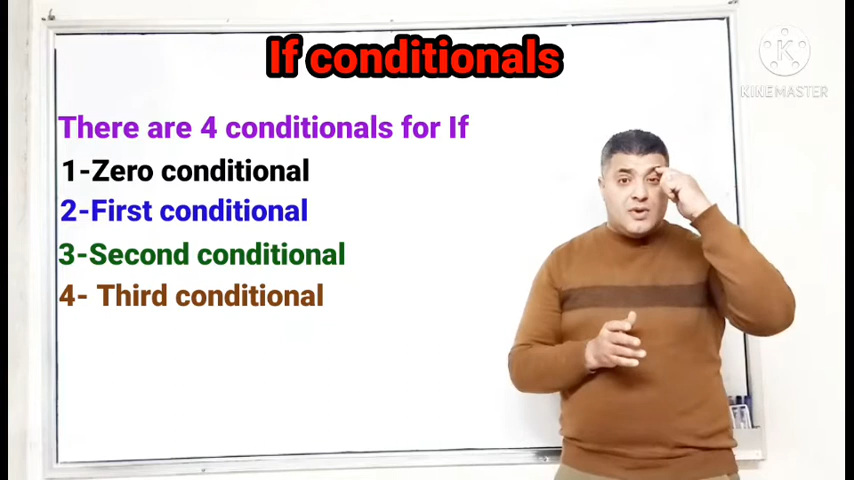 If conditionals
There are 4 conditionals for If
1-Zero conditional
2-First conditional
3-Second conditional
4- Third conditional
K
KINEMASTER